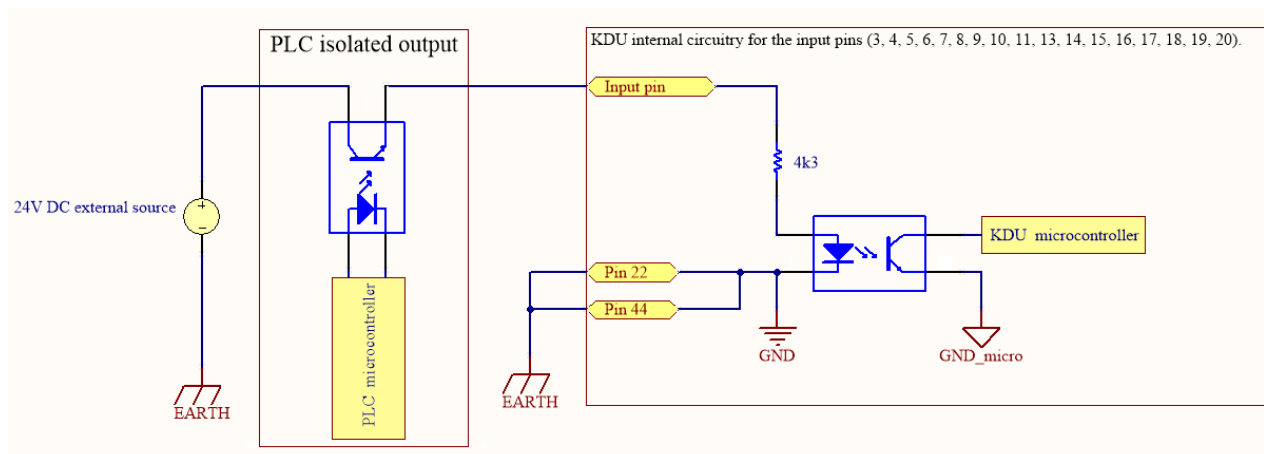 PLC isolated output
KDU internal circuitry for the input pins (3, 4, 5, 6, 7, 8, 9, 10, 11, 13, 14, 15, 16, 17, 18, 19, 20).
Input pin
4k3
24V DC external source
+
−
KDU microcontroller
Pin 22
Pin 44
PLC microcontroller
GND
GND_micro
EARTH
EARTH